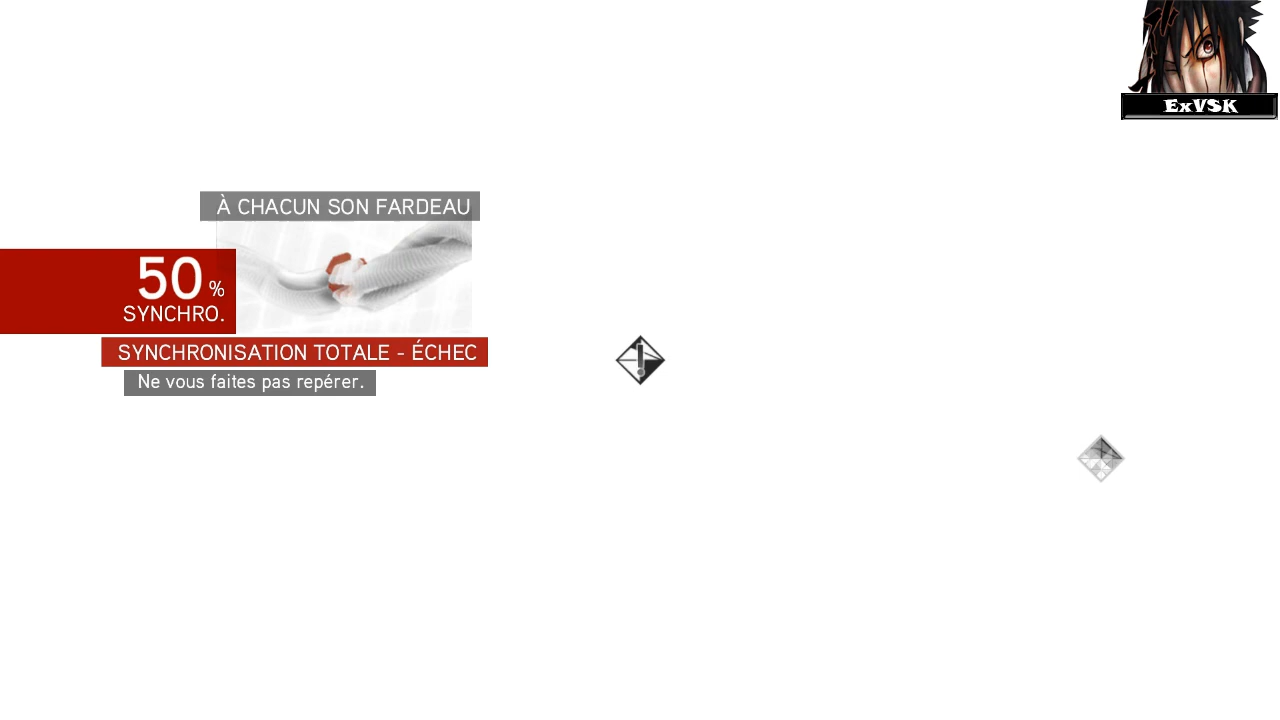 ExVSK
À CHACUN SON FARDEAU
50 %
SYNCHRO.
SYNCHRONISATION TOTALE - ÉCHEC
Ne vous faites pas repérer.